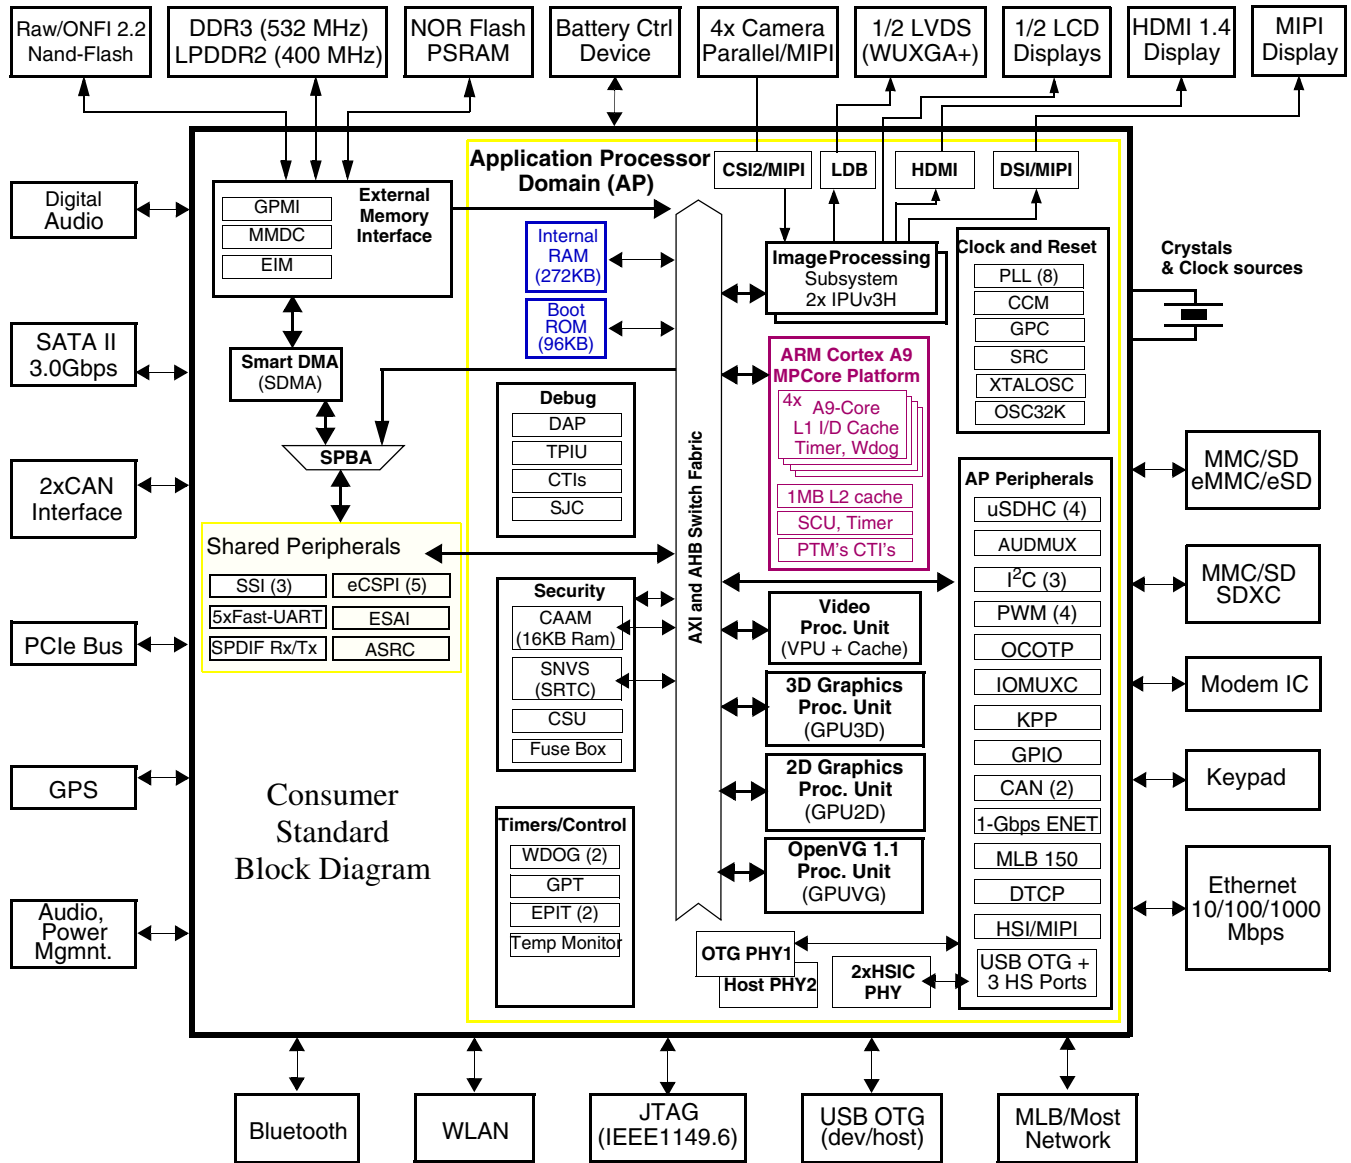 Raw/ONFI 2.2
Nand-Flash
DDR3 (532 MHz)
LPDDR2 (400 MHz)
NOR Flash
PSRAM
Battery Ctrl
Device
4x Camera
Parallel/MIPI
1/2 LVDS
(WUXGA+)
1/2 LCD
Displays
HDMI 1.4
Display
MIPI
Display
Digital
Audio
SATA II
3.0Gbps
2xCAN
Interface
PCIe Bus
GPS
Audio,
Power
Mgmnt.
External
Memory
Interface
GPMI
MMDC
EIM
Smart DMA
(SDMA)
SPBA
Shared Peripherals
SSI (3)
eCSPI (5)
5xFast-UART
ESAI
SPDIF Rx/Tx
ASRC
Consumer
Standard
Block Diagram
Application Processor
Domain (AP)
Internal
RAM
(272KB)
Boot
ROM
(96KB)
Debug
DAP
TPIU
CTIs
SJC
Security
CAAM
(16KB Ram)
SNVS
(SRTC)
CSU
Fuse Box
Timers/Control
WDOG (2)
GPT
EPIT (2)
Temp Monitor
AXI and AHB Switch Fabric
CSI2/MIPI
LDB
HDMI
DSI/MIPI
Image Processing
Subsystem
2x IPUv3H
ARM Cortex A9
MPCore Platform
4x
A9-Core
L1 I/D Cache
Timer, Wdog
1MB L2 cache
SCU, Timer
PTM's CTI's
Video
Proc. Unit
(VPU + Cache)
3D Graphics
Proc. Unit
(GPU3D)
2D Graphics
Proc. Unit
(GPU2D)
OpenVG 1.1
Proc. Unit
(GPUVG)
OTG PHY1
Host PHY2
2xHSIC
PHY
Clock and Reset
PLL (8)
CCM
GPC
SRC
XTALOSC
OSC32K
AP Peripherals
uSDHC (4)
AUDMUX
I²C (3)
PWM (4)
OCOTP
IOMUXC
KPP
GPIO
CAN (2)
1-Gbps ENET
MLB 150
DTCP
HSI/MIPI
USB OTG +
3 HS Ports
Crystals
& Clock sources
MMC/SD
eMMC/eSD
MMC/SD
SDXC
Modem IC
Keypad
Ethernet
10/100/1000
Mbps
Bluetooth
WLAN
JTAG
(IEEE1149.6)
USB OTG
(dev/host)
MLB/Most
Network